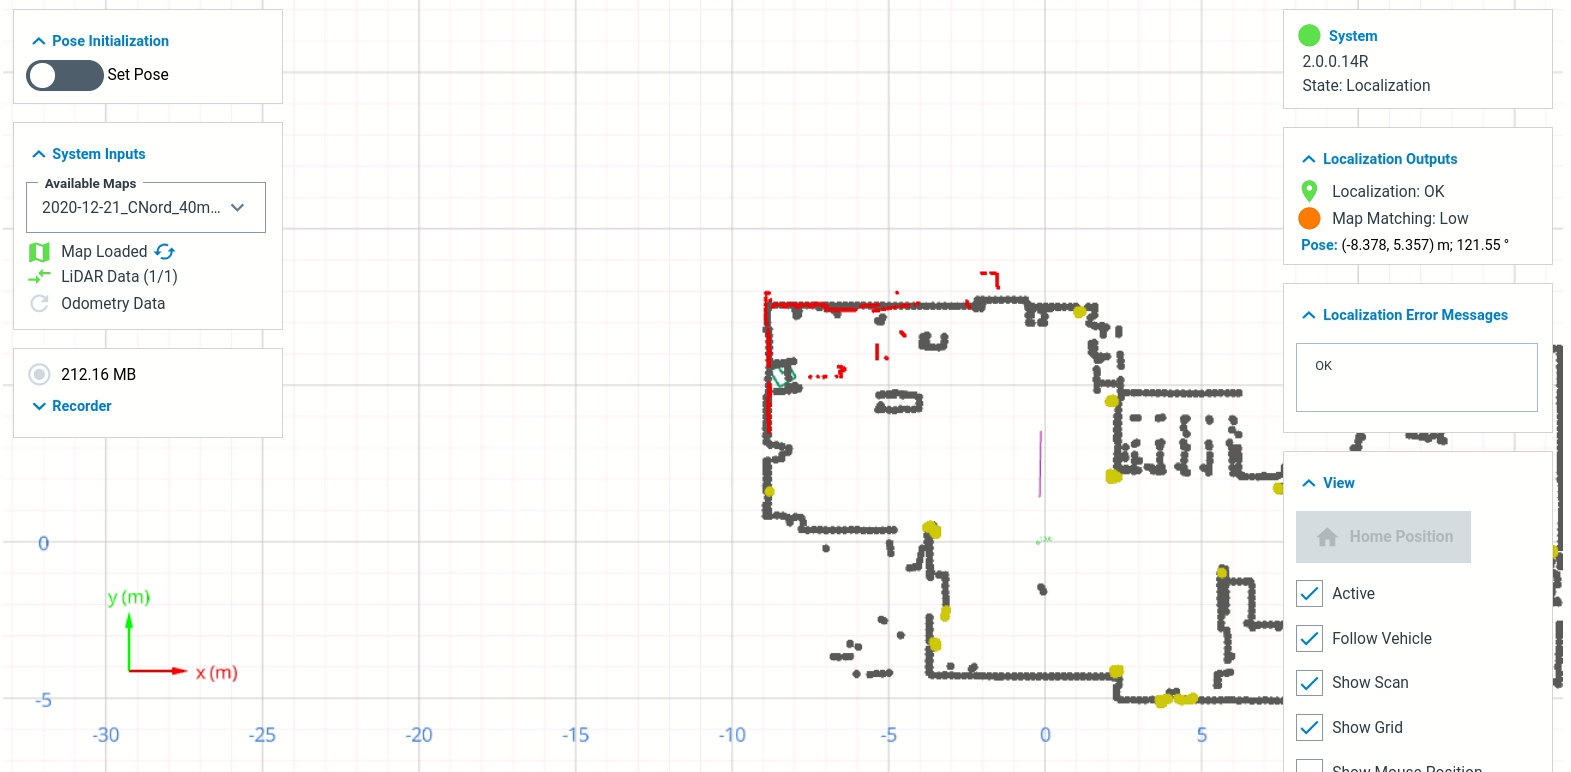 Pose Initialization
Set Pose
System Inputs
Available Maps
2020-12-21_CNord_40m...
Map Loaded
LiDAR Data (1/1)
Odometry Data
212.16 MB
Recorder
System
2.0.0.14R
State: Localization
Localization Outputs
Localization: OK
Map Matching: Low
Pose: (-8.378, 5.357) m; 121.55 °
Localization Error Messages
OK
View
Home Position
Active
Follow Vehicle
Show Scan
Show Grid
Show Mouse Position
0
y (m)
x (m)
-5
-30 -25 -20 -15 -10 -5 0 5